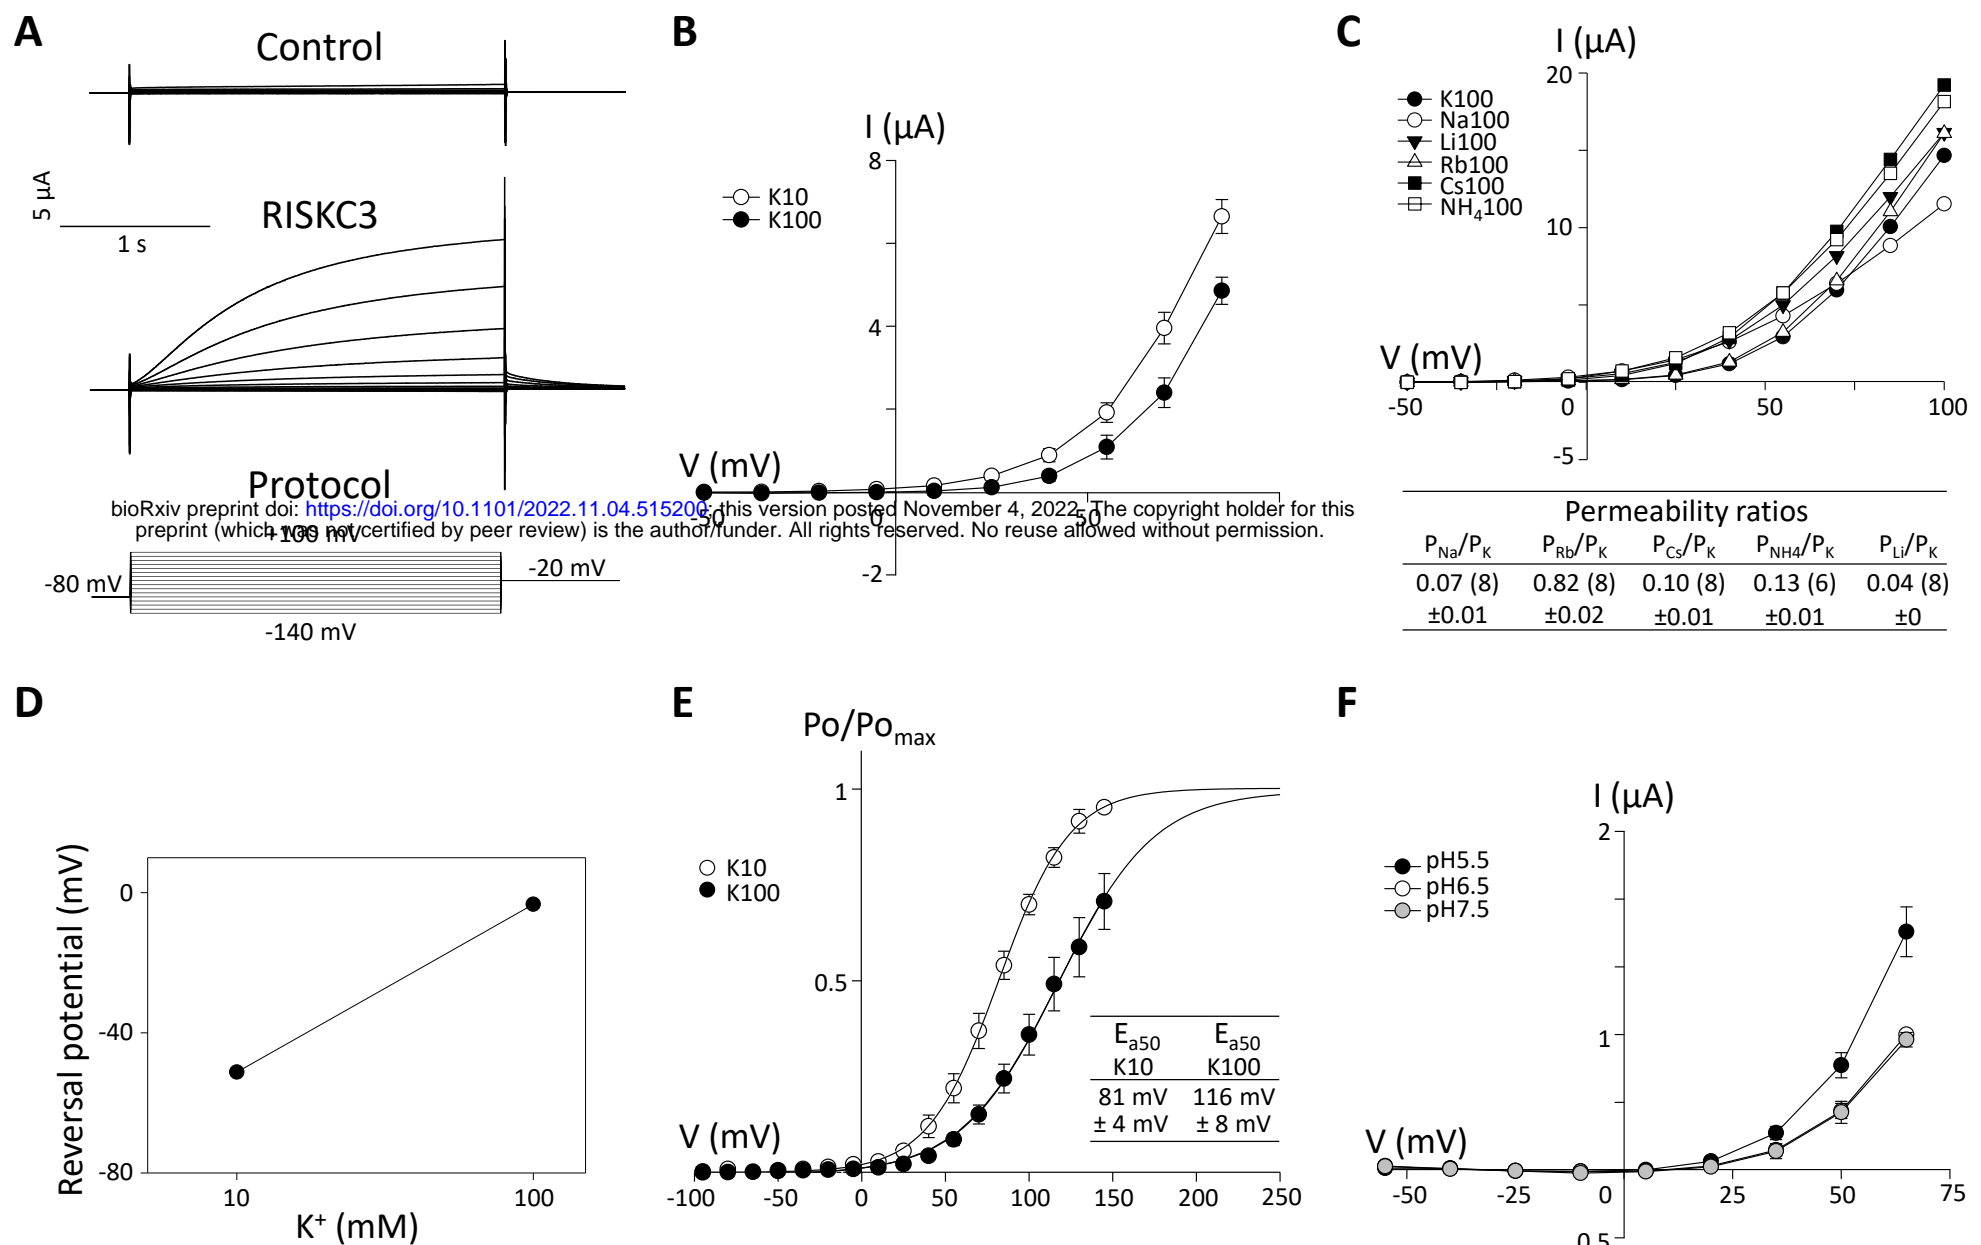 A
Control
5 µA
1 s
RISKC3
Protocol
+100 mV
-80 mV
-20 mV
-140 mV
B
I (µA)
8
K10
K100
4
V (mV)
-50
0
50
-2
bioRxiv preprint doi: https://doi.org/10.1101/2022.11.04.515200; this version posted November 4, 2022. The copyright holder for this
preprint (which was not certified by peer review) is the author/funder. All rights reserved. No reuse allowed without permission.
C
I (µA)
20
K100
Na100
Li100
Rb100
Cs100
NH4100
10
V (mV)
-50
0
50
100
-5
Permeability ratios
PNa/PK PRb/PK PCs/PK PNH4/PK PLi/PK
0.07 (8) 0.82 (8) 0.10 (8) 0.13 (6) 0.04 (8)
±0.01 ±0.02 ±0.01 ±0.01 ±0
D
Reversal potential (mV)
0
-40
-80
10
100
K+ (mM)
E
Po/Pomax
1
K10
K100
0.5
Ea50 Ea50
K10 K100
81 mV 116 mV
± 4 mV ± 8 mV
V (mV)
-100 -50 0 50 100 150 200 250
F
I (µA)
2
pH5.5
pH6.5
pH7.5
1
V (mV)
-50 -25 0 25 50 75
0.5